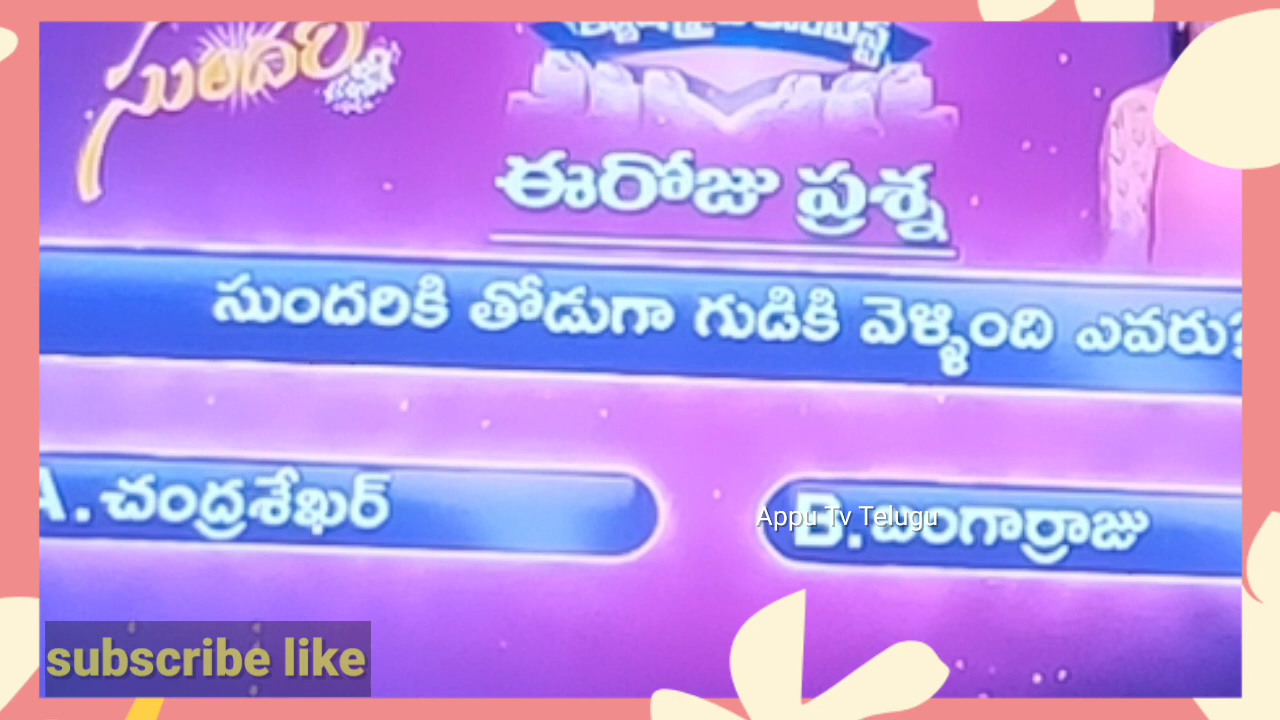 సుందరి
ఈరోజు ప్రశ్న
సుందరికి తోడుగా గుడికి వెళ్ళింది ఎవరు?
A. చంద్రశేఖర్
B. బంగార్రాజు
Appu Tv Telugu
subscribe like